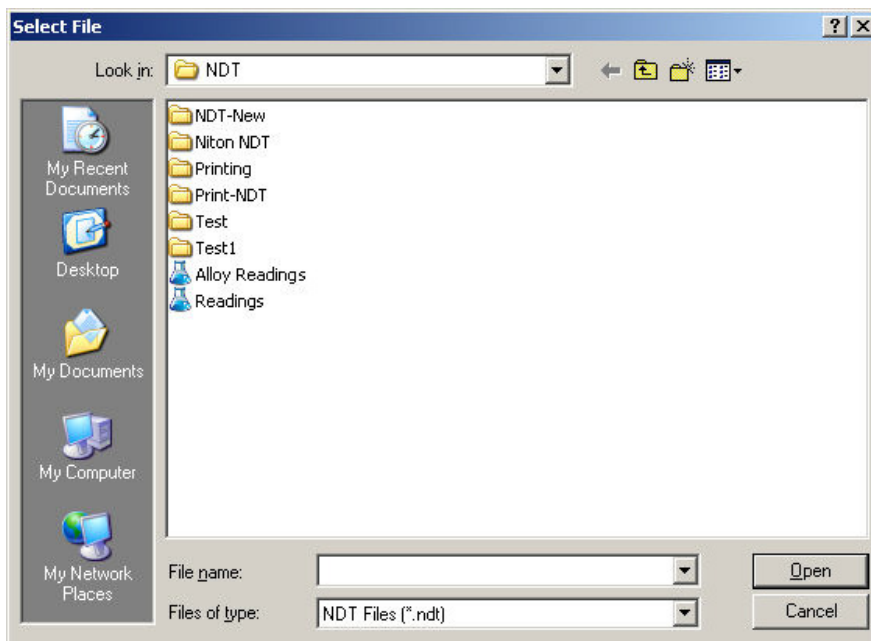 Select File
Look in:
NDT
My Recent
Documents
Desktop
My Documents
My Computer
My Network
Places
NDT-New
Niton NDT
Printing
Print-NDT
Test
Test1
Alloy Readings
Readings
File name:
Open
Files of type:
NDT Files (*.ndt)
Cancel